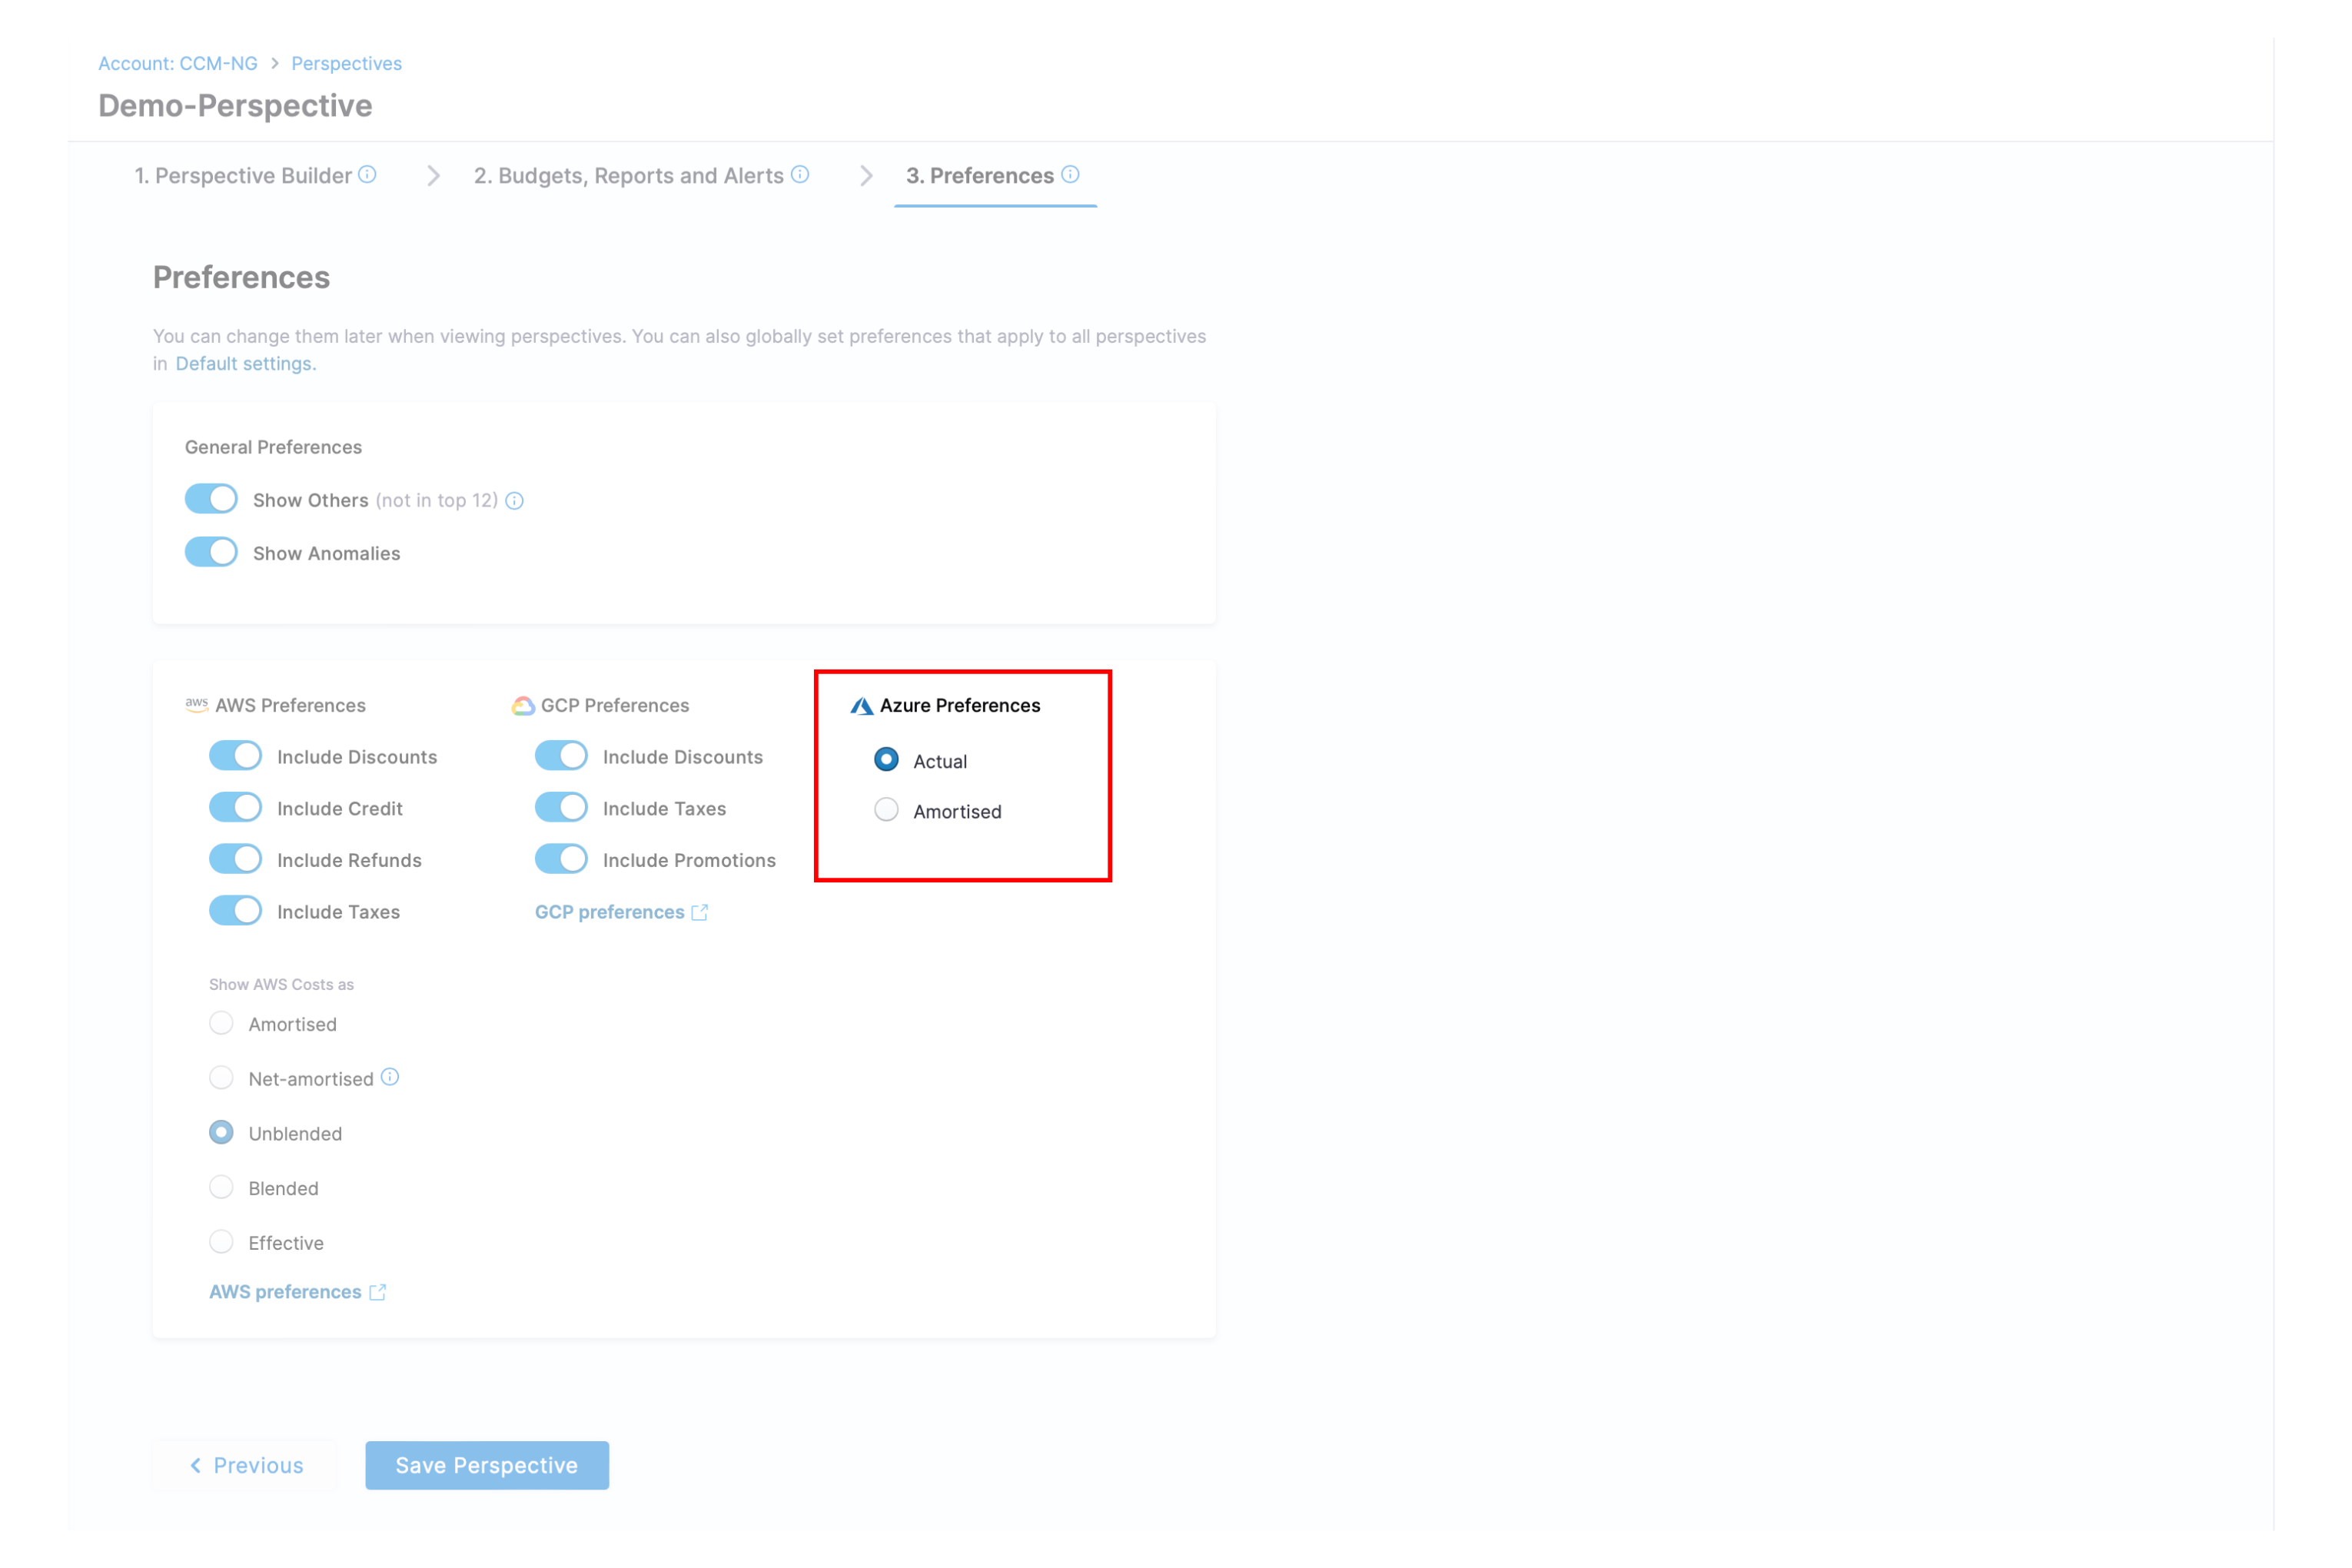 Account: CCM-NG > Perspectives
Demo-Perspective
1. Perspective Builder > 2. Budgets, Reports and Alerts > 3. Preferences
Preferences
You can change them later when viewing perspectives. You can also globally set preferences that apply to all perspectives
in Default settings.
General Preferences
Show Others (not in top 12)
Show Anomalies
aws AWS Preferences
Include Discounts
Include Credit
Include Refunds
Include Taxes
Show AWS Costs as
Amortised
Net-amortised
Unblended
Blended
Effective
AWS preferences
GCP Preferences
Include Discounts
Include Taxes
Include Promotions
GCP preferences
Azure Preferences
Actual
Amortised
Previous
Save Perspective